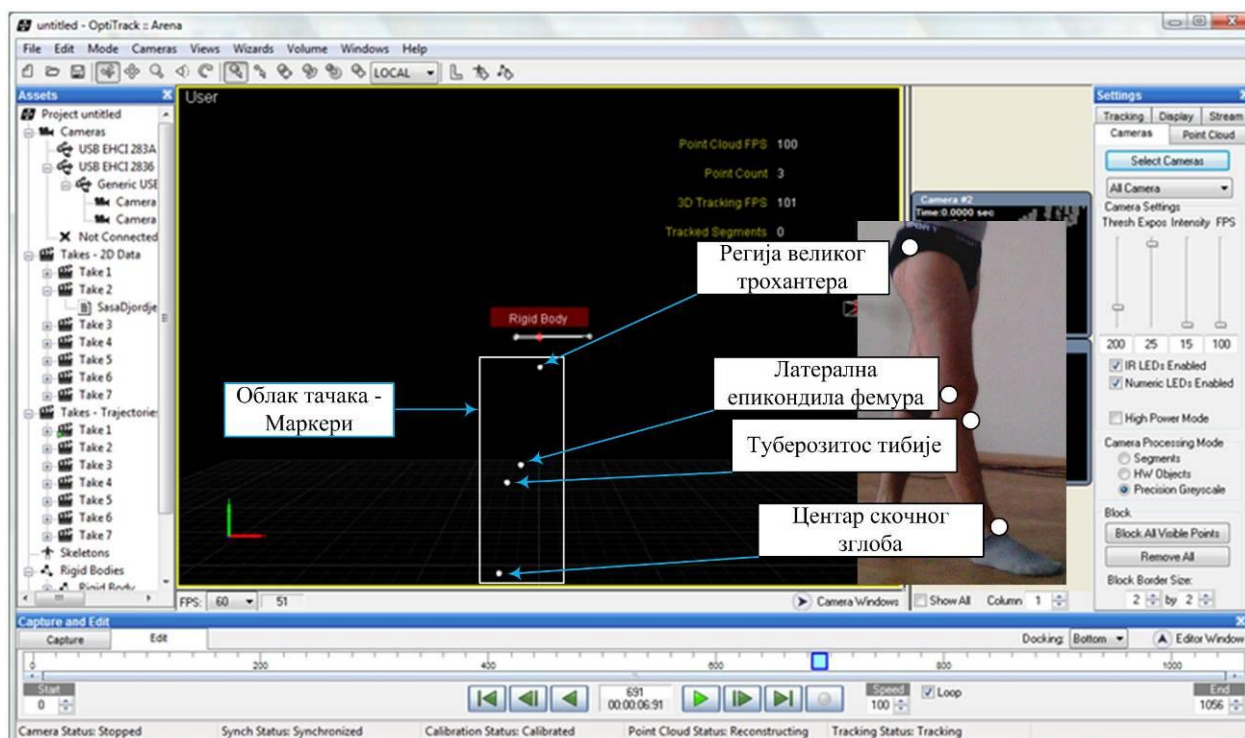 untitled - OptiTrack :: Arena
File Edit Mode Cameras Views Wizards Volume Windows Help
LOCAL
Assets
Project untitled
Cameras
USB EHCI 283A
USB EHCI 2836
Generic USE
Camera
Camera
Not Connected
Takes - 2D Data
Take 1
Take 2
SasaDjordje
Take 3
Take 4
Take 5
Take 6
Take 7
Takes - Trajectories
Take 1
Take 2
Take 3
Take 4
Take 5
Take 6
Take 7
Skeletons
Rigid Bodies
Rigid Body
User
Point Cloud FPS 100
Point Count 3
3D Tracking FPS 101
Tracked Segments 0
Rigid Body
Облак тачака -
Маркери
Регија великог
трохантера
Латерална
епикондила фемура
Туберозитос тибије
Центар скочног
зглоба
FPS: 60 51
Camera Windows
Camera #2
Time:0.0000 sec
Show All Column 1
Settings
Tracking Display Stream
Cameras Point Cloud
Select Cameras
All Camera
Camera Settings
Thresh Expos Intensity FPS
200 25 15 100
IR LEDs Enabled
Numeric LEDs Enabled
High Power Mode
Camera Processing Mode
Segments
HW Objects
Precision Greyscale
Block
Block All Visible Points
Remove All
Block Border Size:
2 by 2
Capture and Edit
Capture Edit
Docking: Bottom Editor Window
0 200 400 600 800 1000
Start
0
691
00:00:06:91
Speed
100
Loop
End
1056
Camera Status: Stopped Synch Status: Synchronized Calibration Status: Calibrated Point Cloud Status: Reconstructing Tracking Status: Tracking